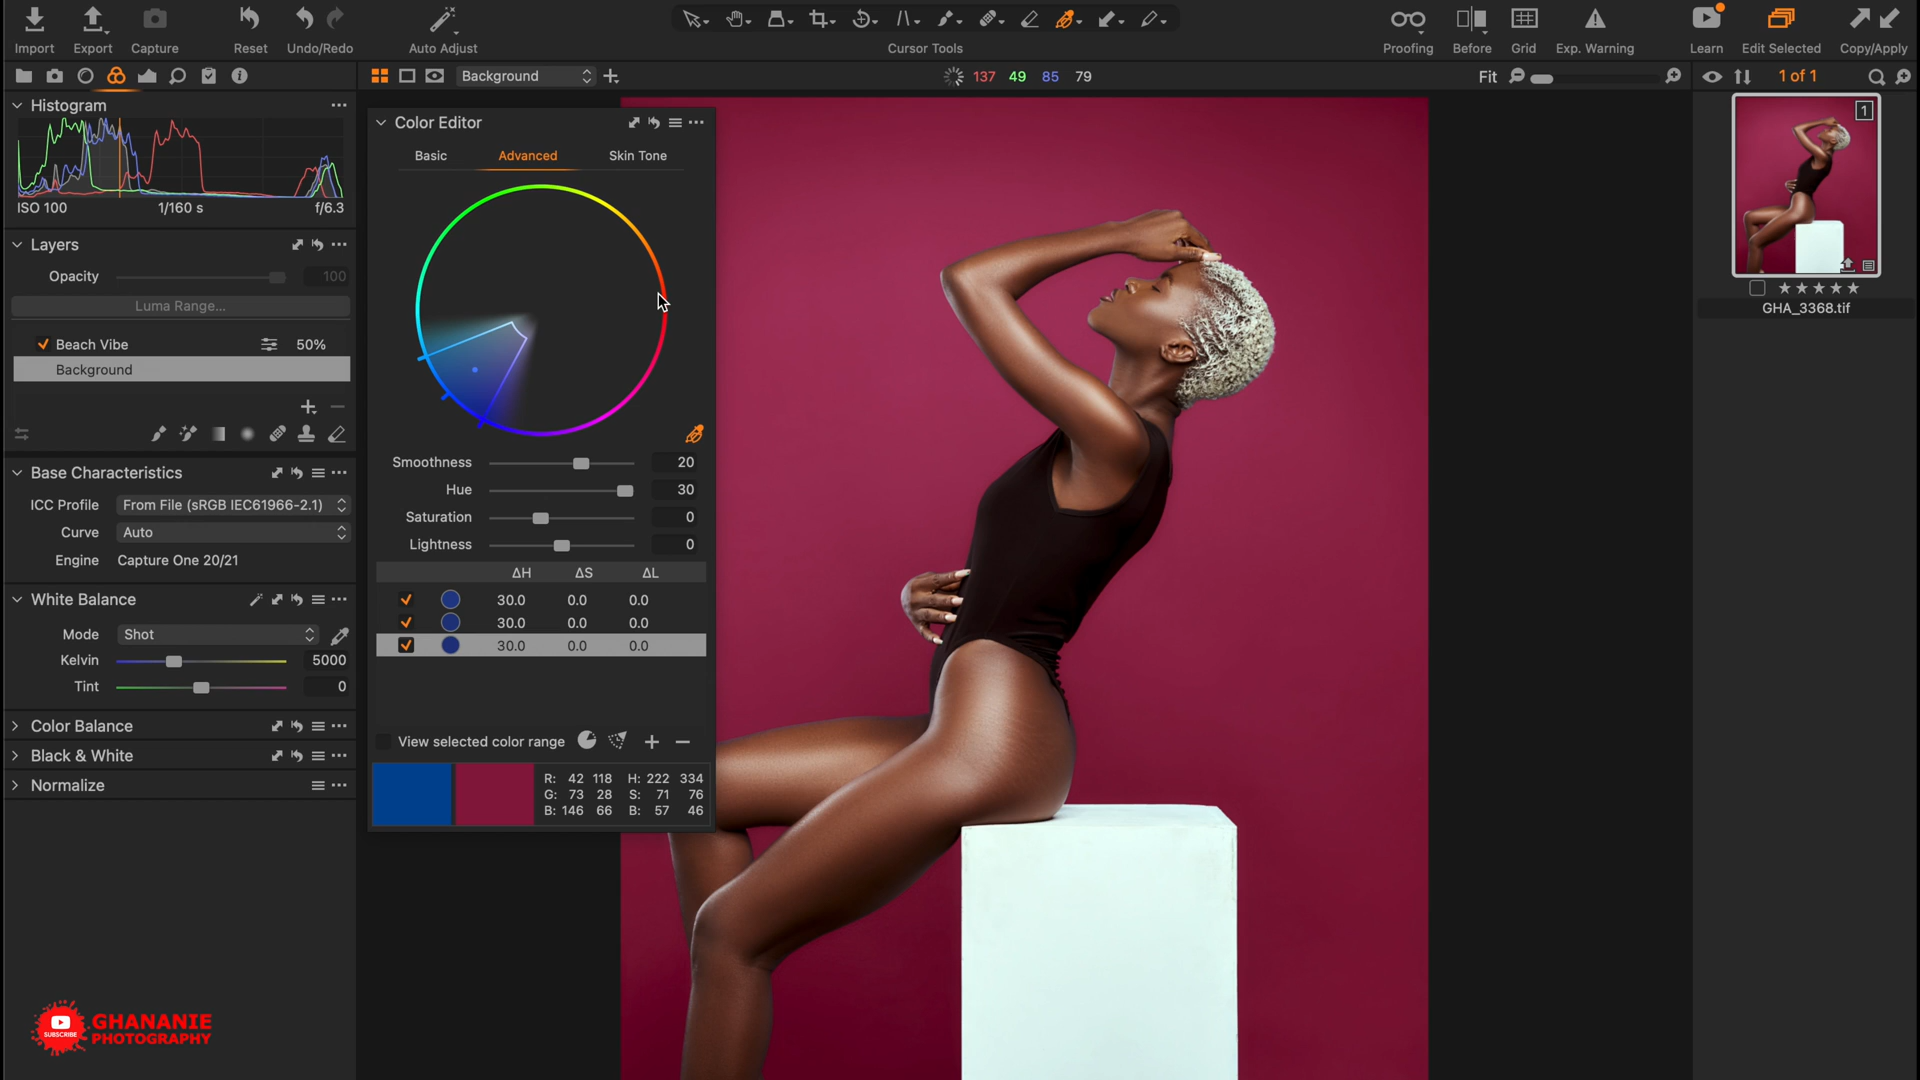 Import
Export
Capture
Reset
Undo/Redo
Auto Adjust
Cursor Tools
Proofing
Before
Grid
Exp. Warning
Learn
Edit Selected
Copy/Apply
Background
137 49 85 79
Fit
1 of 1
Histogram
ISO 100 1/160 s f/6.3
Layers
Opacity 100
Luma Range...
Beach Vibe 50%
Background
Base Characteristics
ICC Profile From File (sRGB IEC61966-2.1)
Curve Auto
Engine Capture One 20/21
White Balance
Mode Shot
Kelvin 5000
Tint 0
Color Balance
Black & White
Normalize
Color Editor
Basic Advanced Skin Tone
Smoothness 20
Hue 30
Saturation 0
Lightness 0
ΔH ΔS ΔL
30.0 0.0 0.0
30.0 0.0 0.0
30.0 0.0 0.0
View selected color range
R: 42 118 H: 222 334
G: 73 28 S: 71 76
B: 146 66 B: 57 46
1
GHA_3368.tif
SUBSCRIBE
GHANANIE
PHOTOGRAPHY